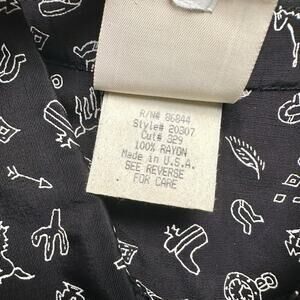 R/N# 86844
Style# 20307
Cut# 329
100% RAYON
Made in U.S.A.
SEE REVERSE
FOR CARE